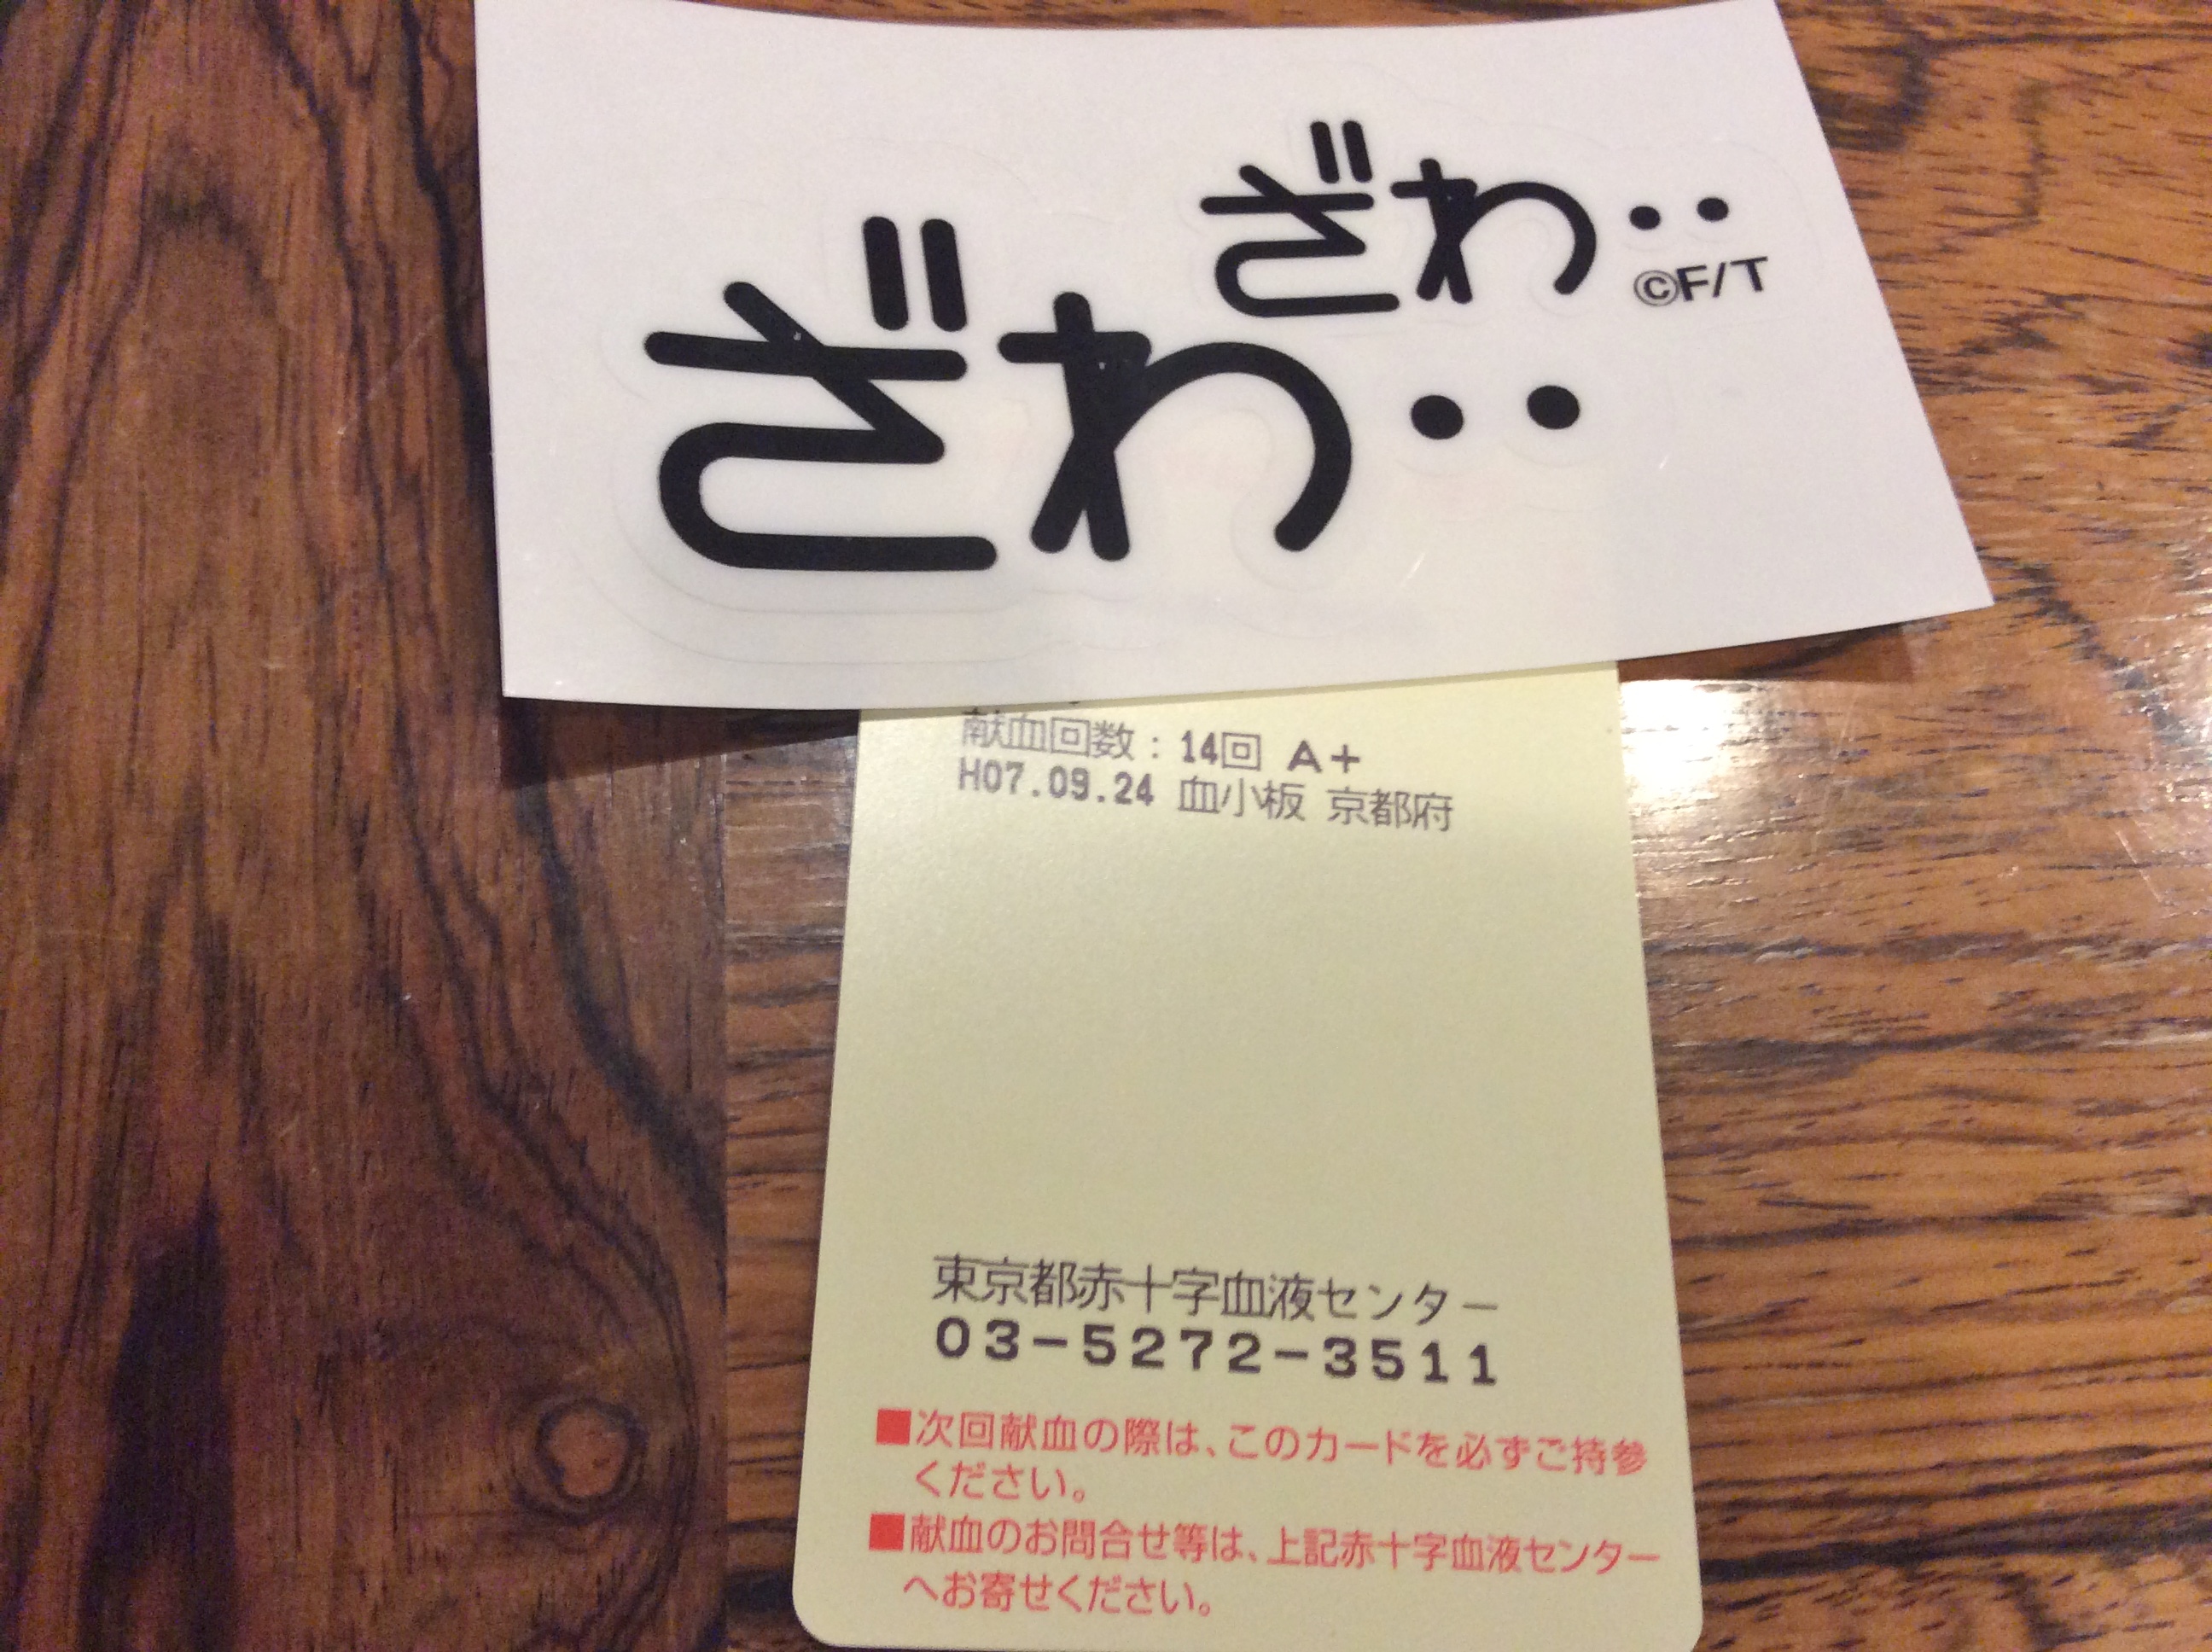 ざわ‥
©F/T
ざわ‥
献血回数：14回 A+
H07.09.24 血小板 京都府
東京都赤十字血液センター
03-5272-3511
■次回献血の際は、このカードを必ずご持参
ください。
■献血のお問合せ等は、上記赤十字血液センター
へお寄せください。